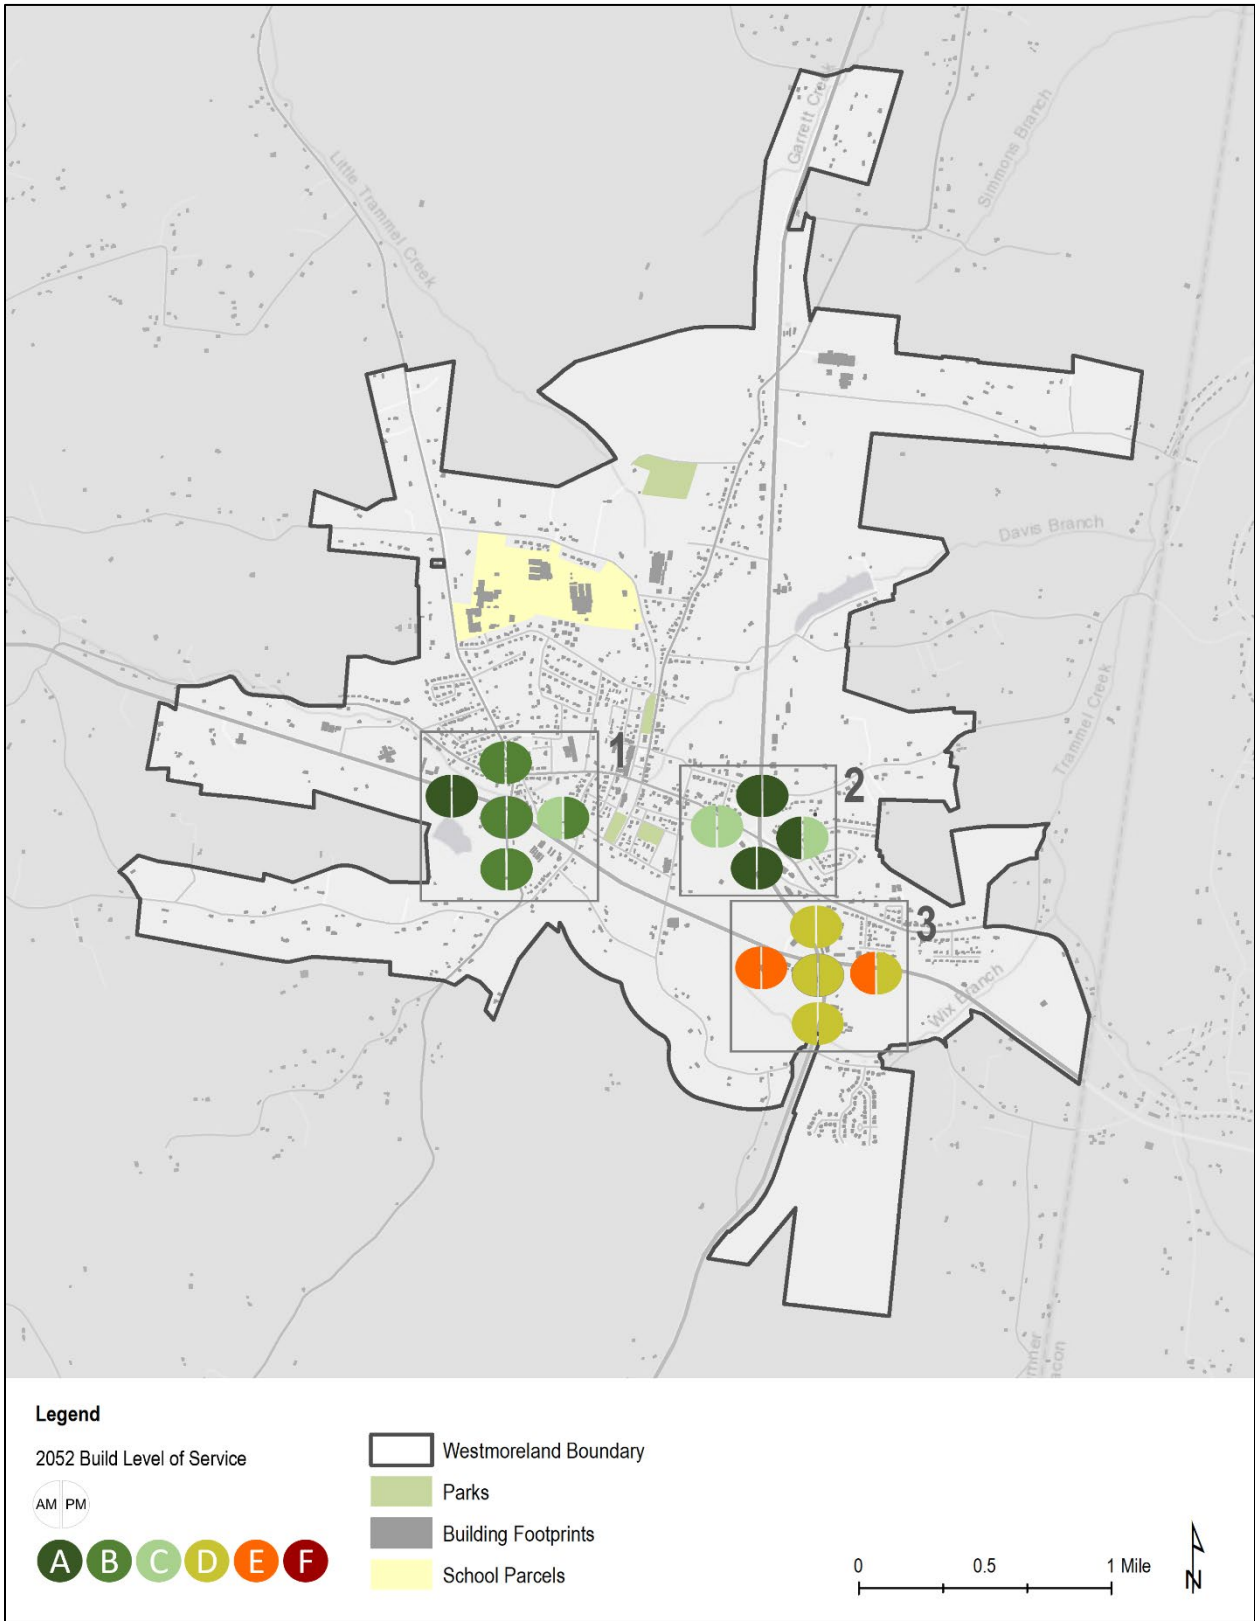 Garrett Creek
Simmons Branch
Little Trammel Creek
Davis Branch
Trammel Creek
1
2
3
Wix Branch
Legend
2052 Build Level of Service
AM PM
A B C D E F
Westmoreland Boundary
Parks
Building Footprints
School Parcels
0 0.5 1 Mile
N